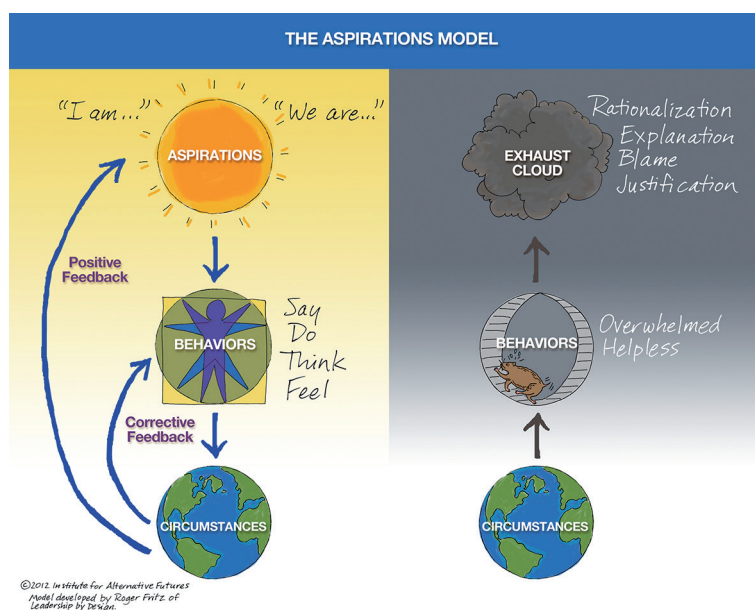 THE ASPIRATIONS MODEL
"I am..."
"We are..."
ASPIRATIONS
Positive
Feedback
BEHAVIORS
Say
Do
Think
Feel
Corrective
Feedback
CIRCUMSTANCES
EXHAUST
CLOUD
Rationalization
Explanation
Blame
Justification
BEHAVIORS
Overwhelmed
Helpless
CIRCUMSTANCES
©2012 Institute for Alternative Futures
Model developed by Roger Fritz of
Leadership by Design.